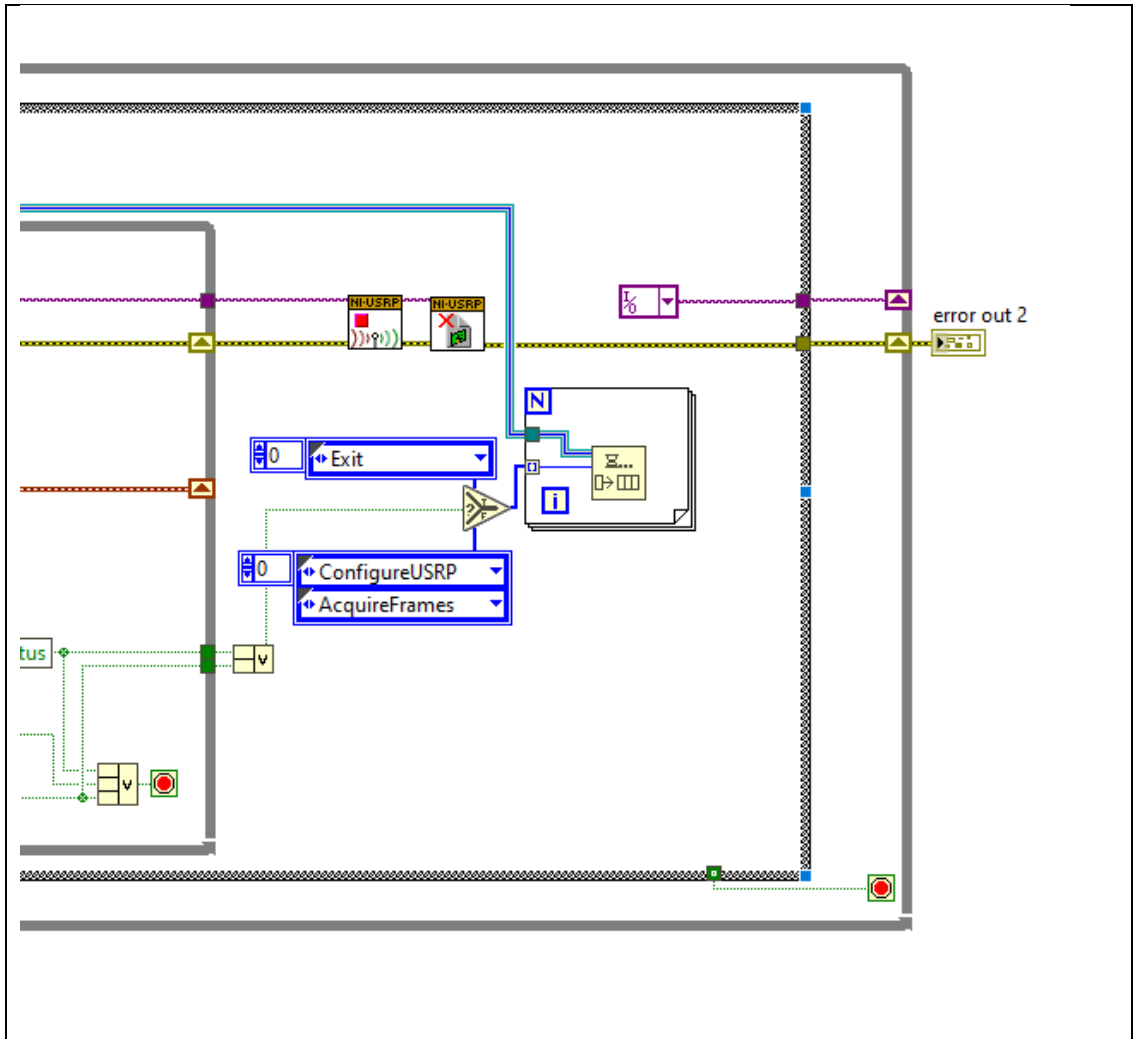 NI-USRP
NI-USRP
I/O
error out 2
N
0
Exit
i
? T F
0
ConfigureUSRP
AcquireFrames
tus
v
v